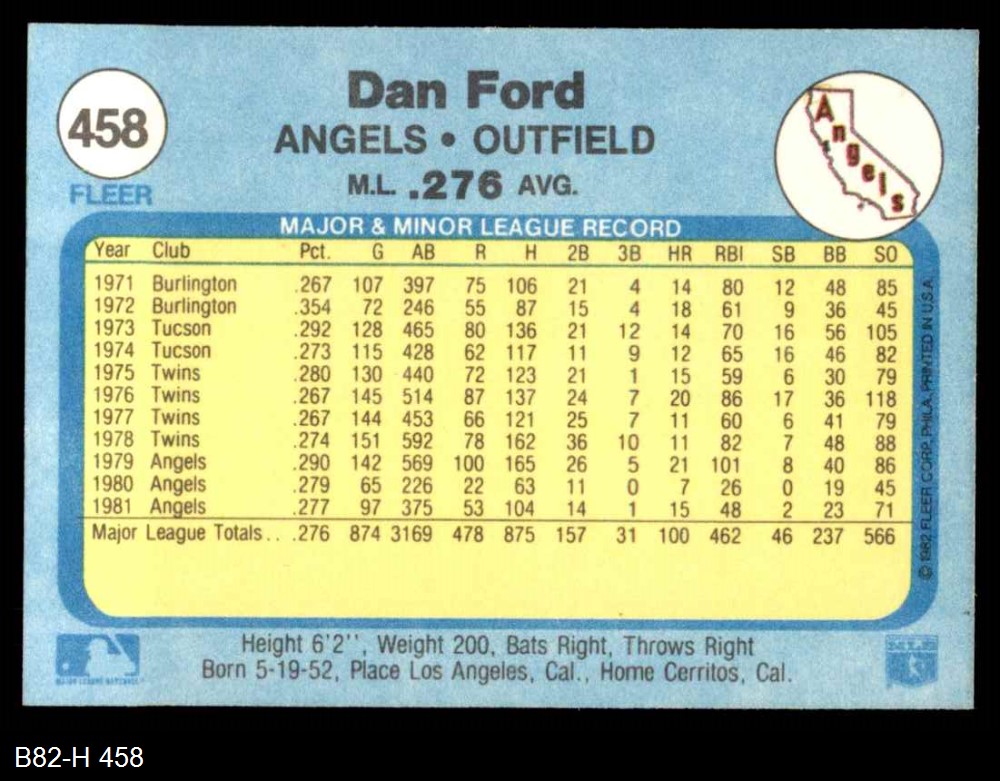 458
FLEER
Dan Ford
ANGELS • OUTFIELD
M.L. .276 AVG.
Angels
MAJOR & MINOR LEAGUE RECORD
Year Club Pct. G AB R H 2B 3B HR RBI SB BB SO
1971 Burlington .267 107 397 75 106 21 4 14 80 12 48 85
1972 Burlington .354 72 246 55 87 15 4 18 61 9 36 45
1973 Tucson .292 128 465 80 136 21 12 14 70 16 56 105
1974 Tucson .273 115 428 62 117 11 9 12 65 16 46 82
1975 Twins .280 130 440 72 123 21 1 15 59 6 30 79
1976 Twins .267 145 514 87 137 24 7 20 86 17 36 118
1977 Twins .267 144 453 66 121 25 7 11 60 6 41 79
1978 Twins .274 151 592 78 162 36 10 11 82 7 48 88
1979 Angels .290 142 569 100 165 26 5 21 101 8 40 86
1980 Angels .279 65 226 22 63 11 0 7 26 0 19 45
1981 Angels .277 97 375 53 104 14 1 15 48 2 23 71
Major League Totals . . .276 874 3169 478 875 157 31 100 462 46 237 566
© 1982 FLEER CORP. PHILA. PRINTED IN U.S.A.
Height 6'2'', Weight 200, Bats Right, Throws Right
Born 5-19-52, Place Los Angeles, Cal., Home Cerritos, Cal.
MAJOR LEAGUE BASEBALL
B82-H 458